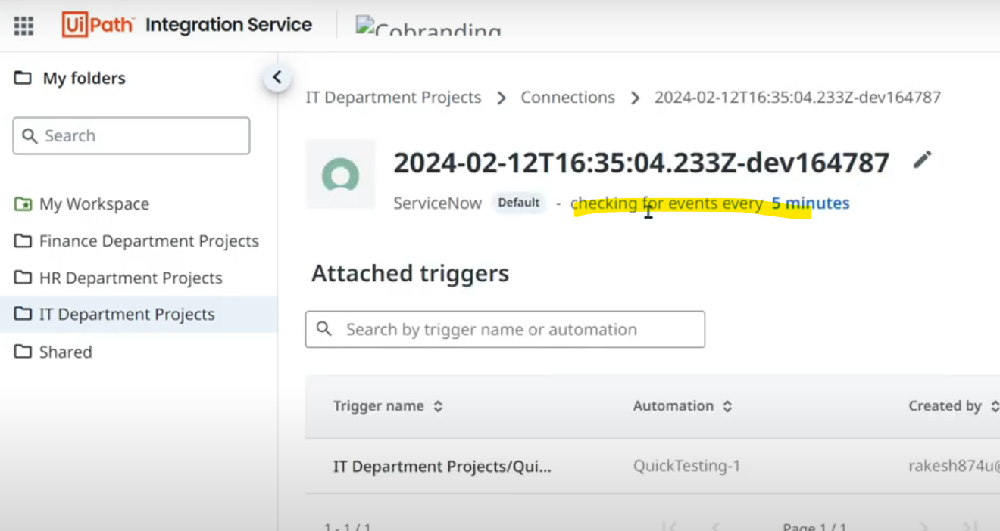 UiPath Integration Service Cobranding
My folders
Search
My Workspace
Finance Department Projects
HR Department Projects
IT Department Projects
Shared
IT Department Projects > Connections > 2024-02-12T16:35:04.233Z-dev164787
2024-02-12T16:35:04.233Z-dev164787
ServiceNow Default - checking for events every 5 minutes
Attached triggers
Search by trigger name or automation
Trigger name Automation Created by
IT Department Projects/Qui... QuickTesting-1 rakesh874u@
1 - 1 / 1 Page 1 / 1